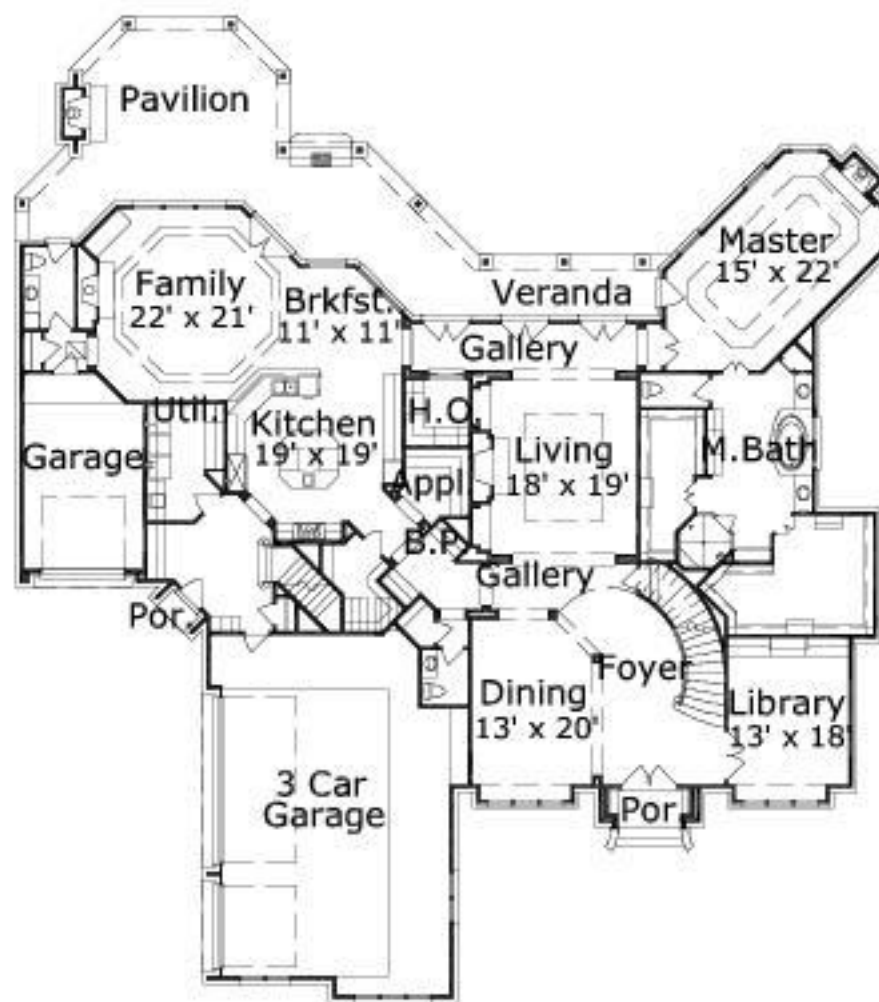 Pavilion
Master
15' x 22'
Family
22' x 21'
Brkfst.
11' x 11'
Veranda
Gallery
Util.
H.O
Kitchen
19' x 19'
Garage
Living
18' x 19'
M.Bath
Appl
B.P.
Gallery
Por.
Foyer
Dining
13' x 20'
Library
13' x 18'
3 Car
Garage
Por